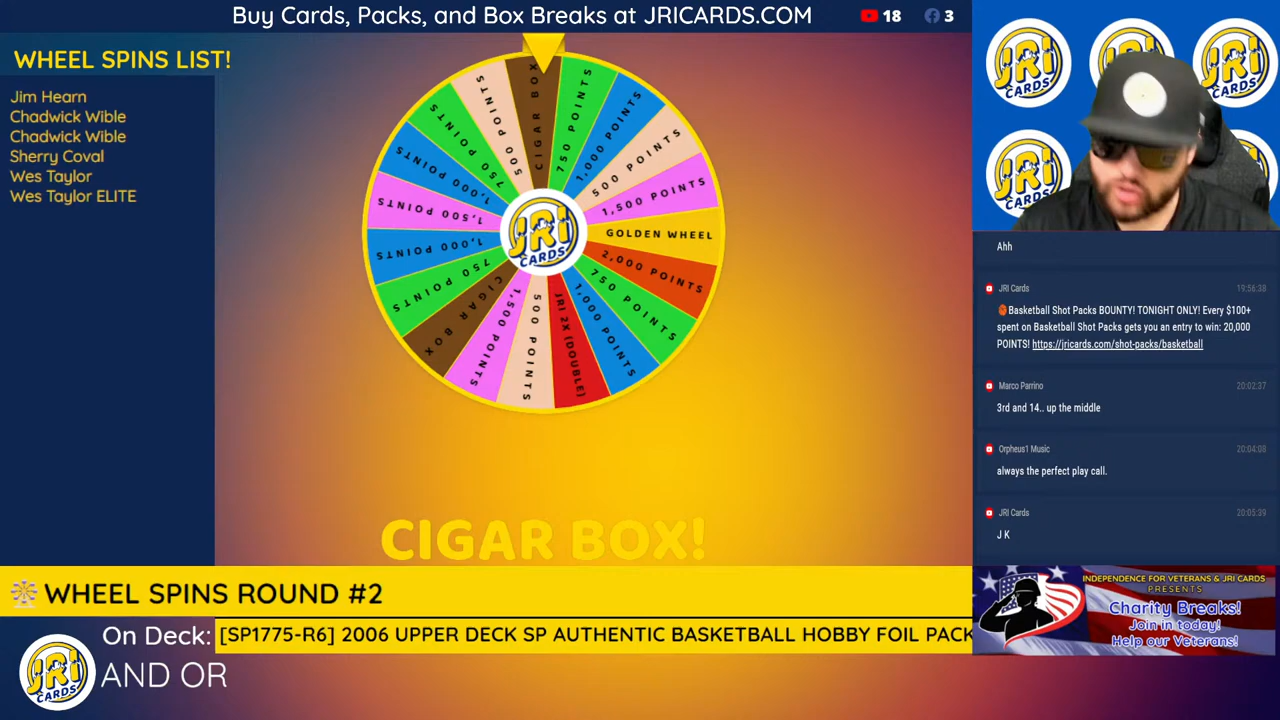 Buy Cards, Packs, and Box Breaks at JRICARDS.COM
18
3
WHEEL SPINS LIST!
Jim Hearn
Chadwick Wible
Chadwick Wible
Sherry Coval
Wes Taylor
Wes Taylor ELITE
CIGAR BOX
750 POINTS
1,000 POINTS
500 POINTS
1,500 POINTS
GOLDEN WHEEL
2,000 POINTS
750 POINTS
1,000 POINTS
JRI 2X (DOUBLE)
500 POINTS
1,500 POINTS
CIGAR BOX
750 POINTS
1,000 POINTS
1,500 POINTS
1,000 POINTS
750 POINTS
500 POINTS
JRI
CARDS
CIGAR BOX!
JRI
CARDS
JRI
CARDS
JRI
CARDS
Ahh
JRI Cards 19:56:38
Basketball Shot Packs BOUNTY! TONIGHT ONLY! Every $100+
spent on Basketball Shot Packs gets you an entry to win: 20,000
POINTS! https://jricards.com/shot-packs/basketball
Marco Parrino 20:02:37
3rd and 14.. up the middle
Orpheus1 Music 20:04:08
always the perfect play call.
JRI Cards 20:05:39
J K
WHEEL SPINS ROUND #2
INDEPENDENCE FOR VETERANS & JRI CARDS
PRESENTS
Charity Breaks!
Join in today!
Help our Veterans!
On Deck: [SP1775-R6] 2006 UPPER DECK SP AUTHENTIC BASKETBALL HOBBY FOIL PACK
JRI
CARDS
AND OR